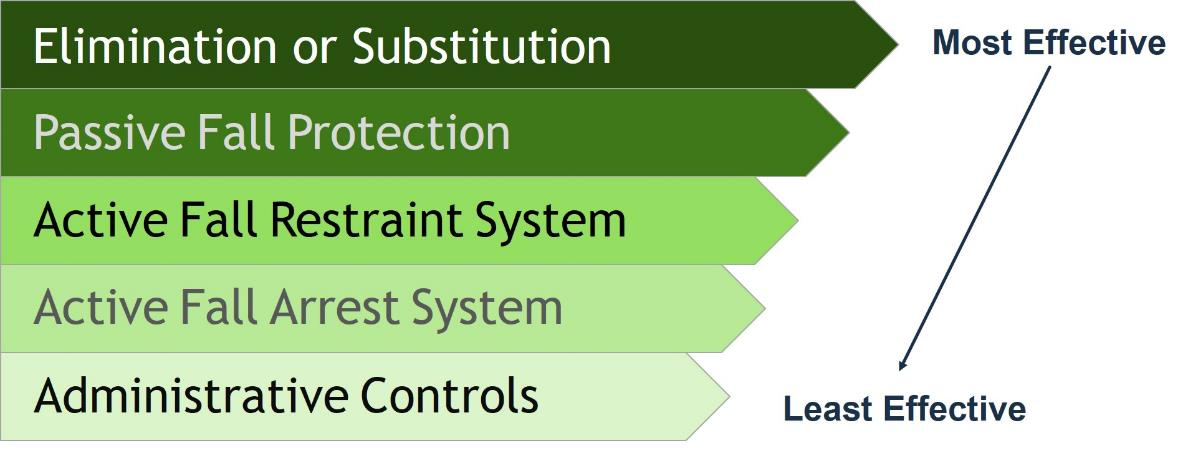 Elimination or Substitution
Most Effective
Passive Fall Protection
Active Fall Restraint System
Active Fall Arrest System
Administrative Controls
Least Effective